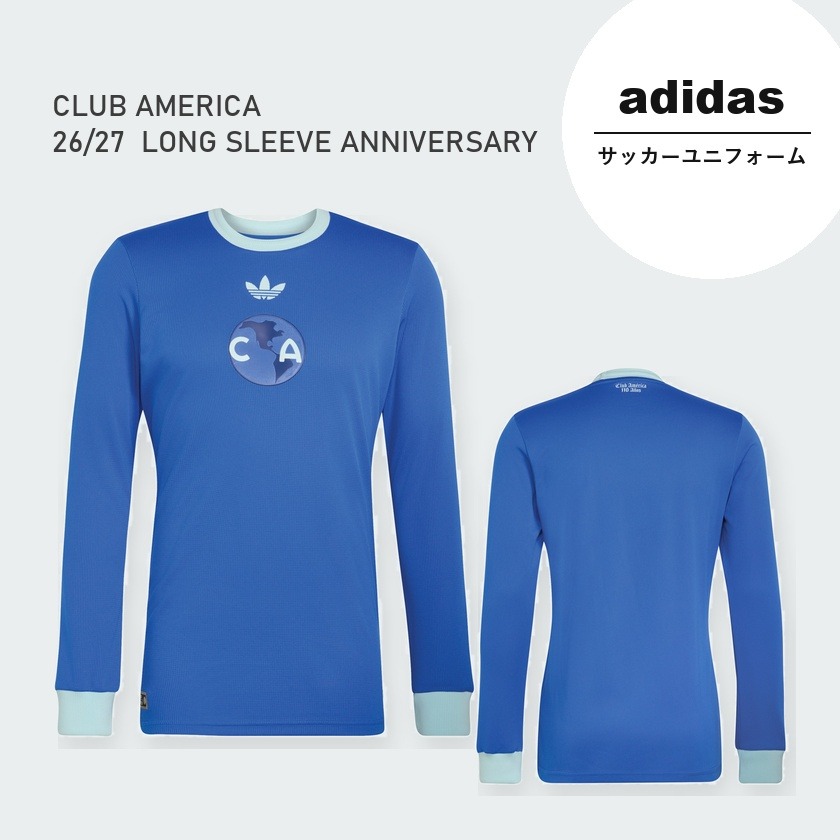 CLUB AMERICA
26/27 LONG SLEEVE ANNIVERSARY
adidas
サッカーユニフォーム
C A
Club América
110 Años